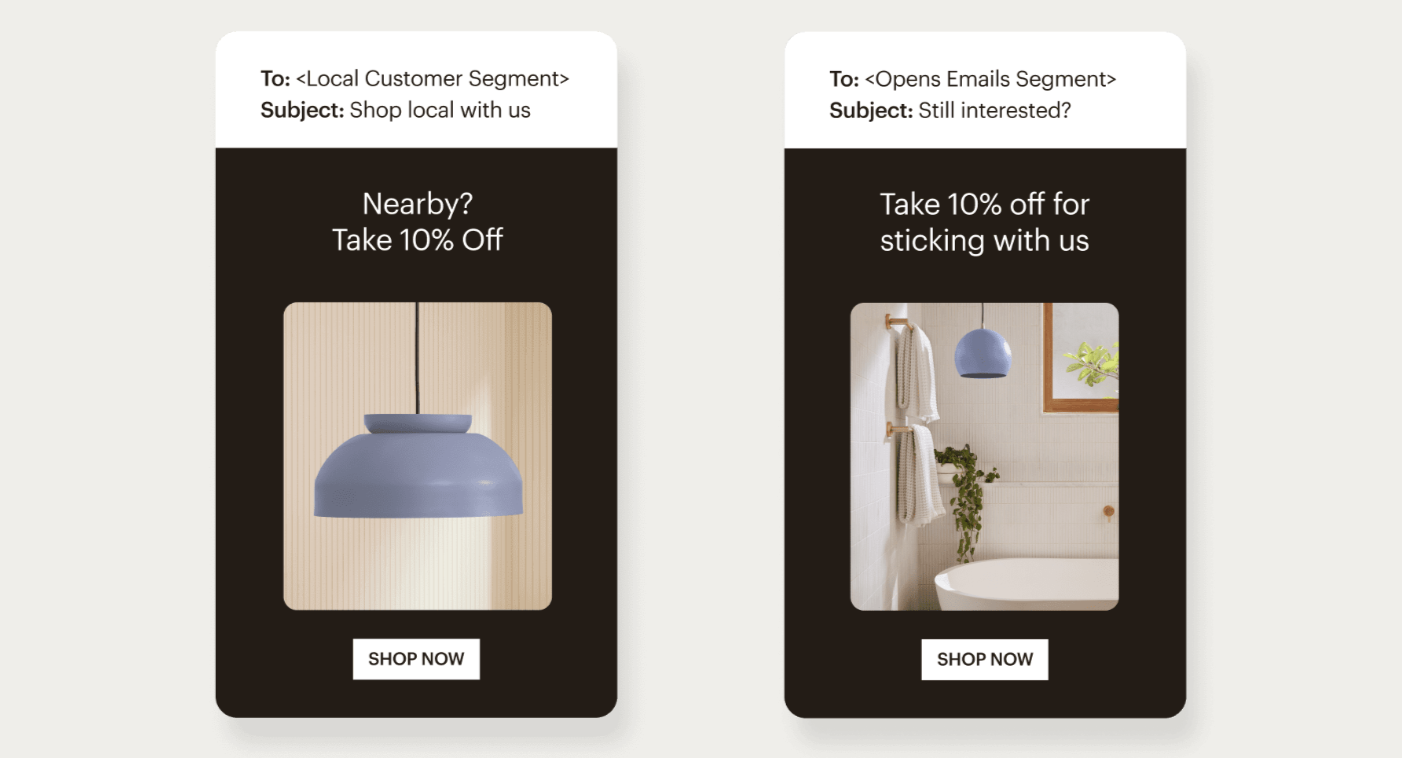 To: <Local Customer Segment>
Subject: Shop local with us
Nearby?
Take 10% Off
SHOP NOW
To: <Opens Emails Segment>
Subject: Still interested?
Take 10% off for
sticking with us
SHOP NOW